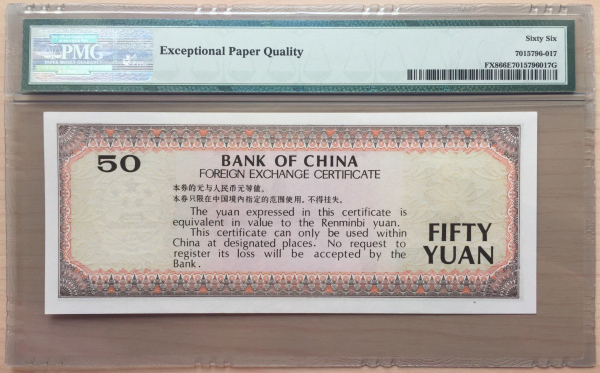 PMG
Exceptional Paper Quality
Sixty Six
7015796-017
FX866E7015796017G
50
BANK OF CHINA
FOREIGN EXCHANGE CERTIFICATE
本券的元与人民币元等值。
本券只限在中国境内指定的范围使用,不得挂失。
The yuan expressed in this certificate is
equivalent in value to the Renminbi yuan.
This certificate can only be used within
China at designated places. No request to
register its loss will be accepted by the
Bank.
FIFTY
YUAN